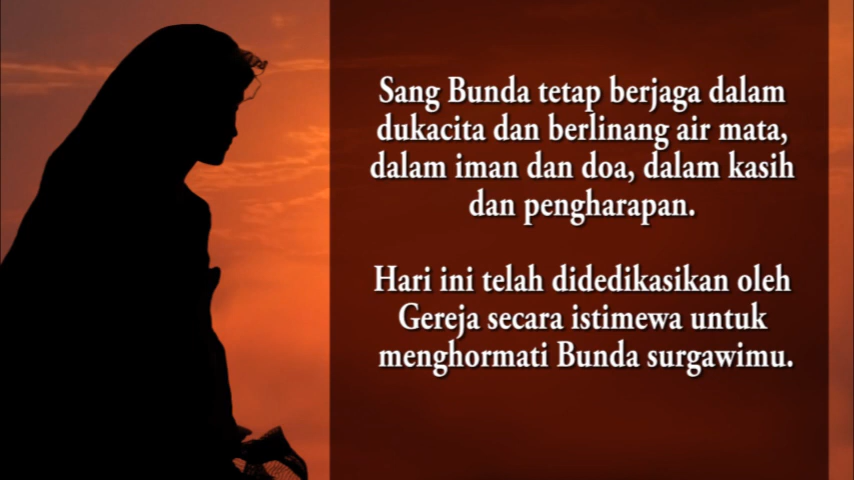 Sang Bunda tetap berjaga dalam
dukacita dan berlinang air mata,
dalam iman dan doa, dalam kasih
dan pengharapan.
Hari ini telah didedikasikan oleh
Gereja secara istimewa untuk
menghormati Bunda surgawimu.